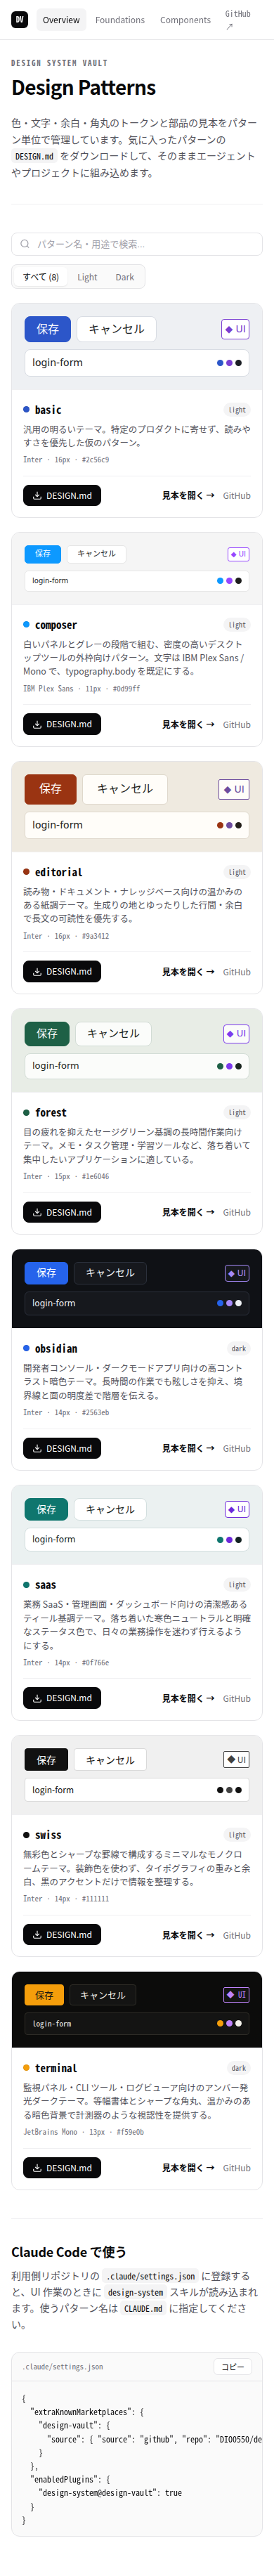 DV Overview Foundations Components GitHub ↗
DESIGN SYSTEM VAULT
Design Patterns
色・文字・余白・角丸のトークンと部品の見本をパター
ン単位で管理しています。気に入ったパターンの
DESIGN.md をダウンロードして、そのままエージェント
やプロジェクトに組み込めます。
パターン名・用途で検索...
すべて (8) Light Dark
保存 キャンセル ◆ UI
login-form
basic light
汎用の明るいテーマ。特定のプロダクトに寄せず、読みや
すさを優先した仮のパターン。
Inter · 16px · #2c56c9
DESIGN.md 見本を開く → GitHub
保存 キャンセル ◆ UI
login-form
composer light
白いパネルとグレーの段階で組む、密度の高いデスクト
ップツールの外枠向けパターン。文字は IBM Plex Sans /
Mono で、typography.body を既定にする。
IBM Plex Sans · 11px · #0d99ff
DESIGN.md 見本を開く → GitHub
保存 キャンセル ◆ UI
login-form
editorial light
読み物・ドキュメント・ナレッジベース向けの温かみの
ある紙調テーマ。生成りの地とゆったりした行間・余白
で長文の可読性を優先する。
Inter · 16px · #9a3412
DESIGN.md 見本を開く → GitHub
保存 キャンセル ◆ UI
login-form
forest light
目の疲れを抑えたセージグリーン基調の長時間作業向け
テーマ。メモ・タスク管理・学習ツールなど、落ち着いて
集中したいアプリケーションに適している。
Inter · 15px · #1e6046
DESIGN.md 見本を開く → GitHub
保存 キャンセル ◆ UI
login-form
obsidian dark
開発者コンソール・ダークモードアプリ向けの高コント
ラスト暗色テーマ。長時間の作業でも眩しさを抑え、境
界線と面の明度差で階層を伝える。
Inter · 14px · #2563eb
DESIGN.md 見本を開く → GitHub
保存 キャンセル ◆ UI
login-form
saas light
業務 SaaS・管理画面・ダッシュボード向けの清潔感ある
ティール基調テーマ。落ち着いた寒色ニュートラルと明確
なステータス色で、日々の業務操作を迷わず行えるよう
にする。
Inter · 14px · #0f766e
DESIGN.md 見本を開く → GitHub
保存 キャンセル ◆ UI
login-form
swiss light
無彩色とシャープな罫線で構成するミニマルなモノクロ
ームテーマ。装飾色を使わず、タイポグラフィの重みと余
白、黒のアクセントだけで情報を整理する。
Inter · 14px · #111111
DESIGN.md 見本を開く → GitHub
保存 キャンセル ◆ UI
login-form
terminal dark
監視パネル・CLI ツール・ログビューア向けのアンバー発
光ダークテーマ。等幅書体とシャープな角丸、温かみのあ
る暗色背景で計測器のような視認性を提供する。
JetBrains Mono · 13px · #f59e0b
DESIGN.md 見本を開く → GitHub
Claude Code で使う
利用側リポジトリの .claude/settings.json に登録する
と、UI 作業のときに design-system スキルが読み込まれ
ます。使うパターン名は CLAUDE.md に指定してくださ
い。
.claude/settings.json コピー
{
"extraKnownMarketplaces": {
"design-vault": {
"source": { "source": "github", "repo": "DIO0550/de
}
},
"enabledPlugins": {
"design-system@design-vault": true
}
}